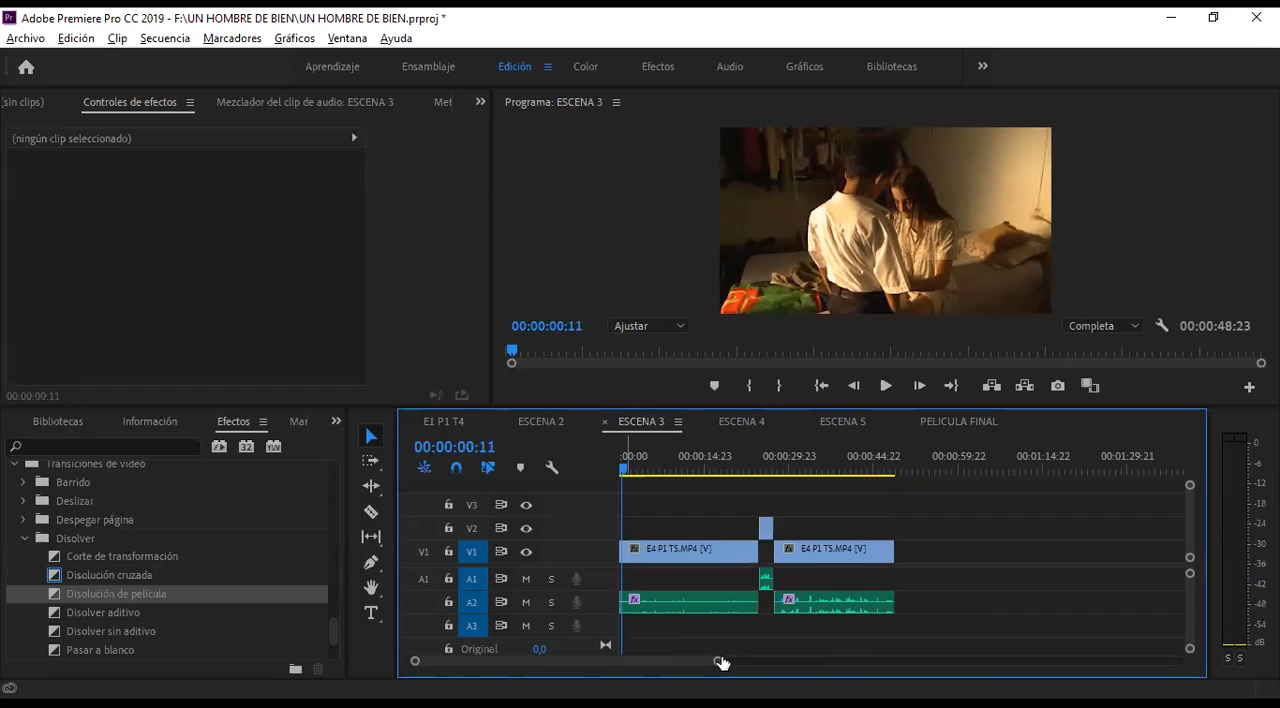 Adobe Premiere Pro CC 2019 - F:\UN HOMBRE DE BIEN\UN HOMBRE DE BIEN.prproj *
Archivo Edición Clip Secuencia Marcadores Gráficos Ventana Ayuda
Aprendizaje Ensamblaje Edición Color Efectos Audio Gráficos Bibliotecas
(sin clips) Controles de efectos Mezclador del clip de audio: ESCENA 3 Met
Programa: ESCENA 3
(ningún clip seleccionado)
00:00:00:11 Ajustar Completa 00:00:48:23
00:00:00:11
Bibliotecas Información Efectos Mar
E1 P1 T4 ESCENA 2 × ESCENA 3 ESCENA 4 ESCENA 5 PELICULA FINAL
00:00:00:11
32 YUV
:00:00 00:00:14:23 00:00:29:23 00:00:44:22 00:00:59:22 00:01:14:22 00:01:29:21
Transiciones de vídeo
Barrido
Deslizar
Despegar página
Disolver
Corte de transformación
Disolución cruzada
Disolución de película
Disolver aditivo
Disolver sin aditivo
Pasar a blanco
V3
V2
V1 V1 fx E4 P1 TS.MP4 [V] fx E4 P1 TS.MP4 [V]
A1 A1 M S
A2 M S fx fx
A3 M S
Original 0,0
0
-6
-12
-18
-24
-30
-36
-42
-48
-54
dB
S S